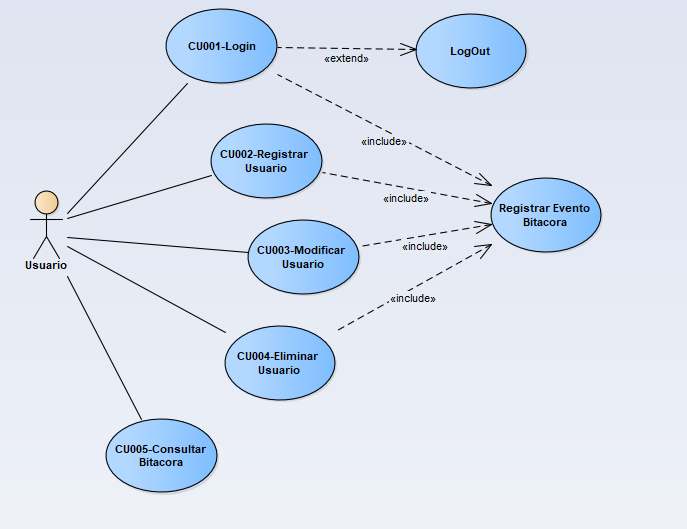 CU001-Login
LogOut
«extend»
«include»
CU002-Registrar
Usuario
«include»
Registrar Evento
Bitacora
Usuario
CU003-Modificar
Usuario
«include»
«include»
CU004-Eliminar
Usuario
CU005-Consultar
Bitacora